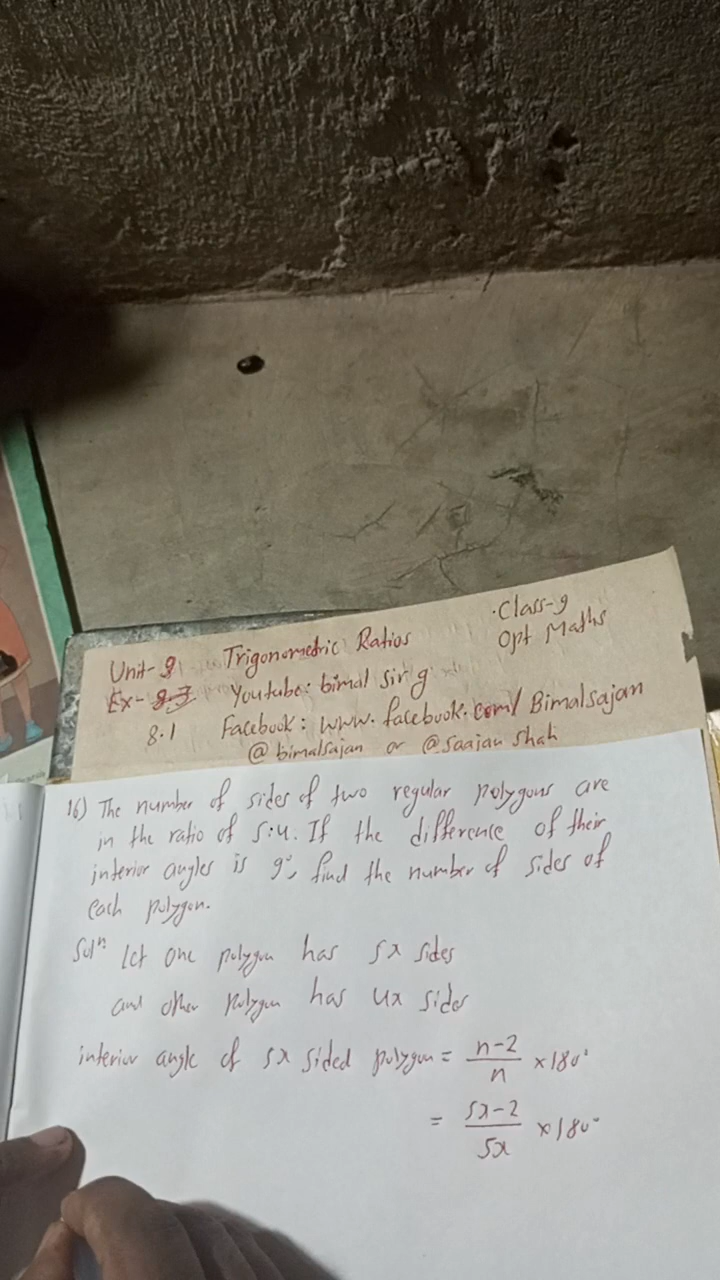 Unit-9 Trigonometric Ratios
·Class-9
Opt Maths
Ex-
8.1
Youtube: bimal sir g
Facebook: www.facebook.com/Bimalsajan
@bimalsajan or @saajan shah
16) The number of sides of two regular polygons are
in the ratio of 5:4. If the difference of their
interior angles is 9°, find the number of sides of
each polygon.
Solⁿ Let one polygon has 5x sides
and other polygon has 4x sides
interior angle of 5x sided polygon = n-2/n ×180°
= 5x-2/5x ×180°